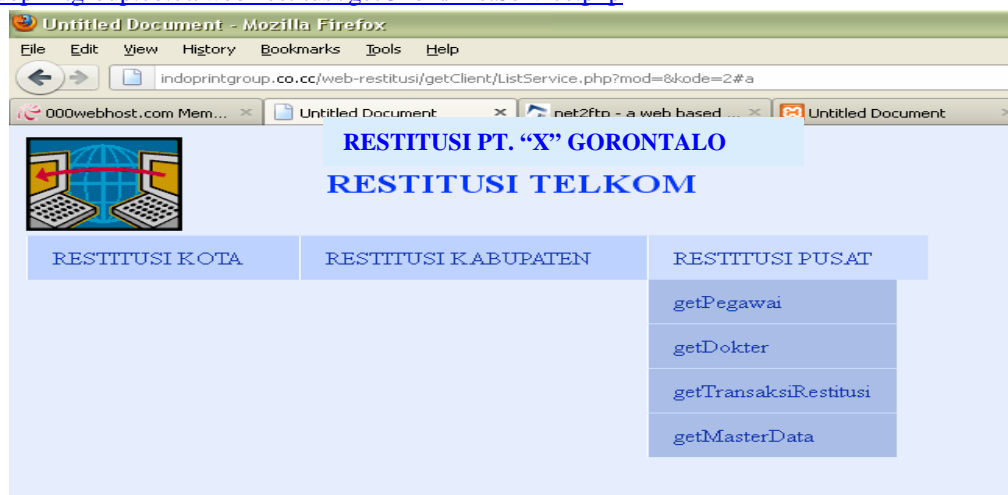 Untitled Document - Mozilla Firefox
File Edit View History Bookmarks Tools Help
indoprintgroup.co.cc/web-restitusi/getClient/ListService.php?mod=&kode=2#a
000webhost.com Mem... Untitled Document net2ftp - a web based ... Untitled Document
RESTITUSI PT. “X” GORONTALO
RESTITUSI TELKOM
RESTITUSI KOTA RESTITUSI KABUPATEN RESTITUSI PUSAT
getPegawai
getDokter
getTransaksiRestitusi
getMasterData